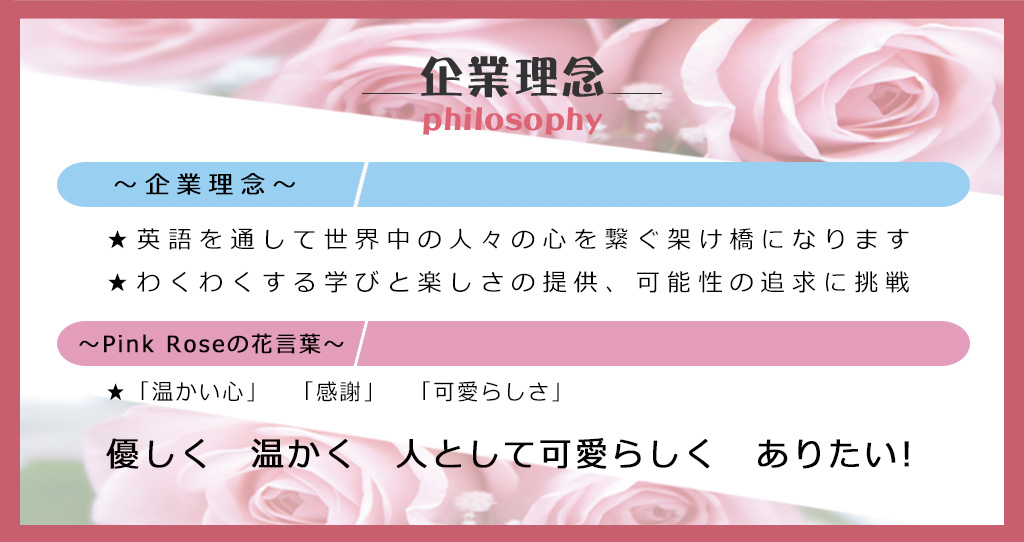 企業理念
philosophy
～企業理念～
★英語を通して世界中の人々の心を繋ぐ架け橋になります
★わくわくする学びと楽しさの提供、可能性の追求に挑戦
～Pink Roseの花言葉～
★「温かい心」　「感謝」　「可愛らしさ」
優しく　温かく　人として可愛らしく　ありたい!